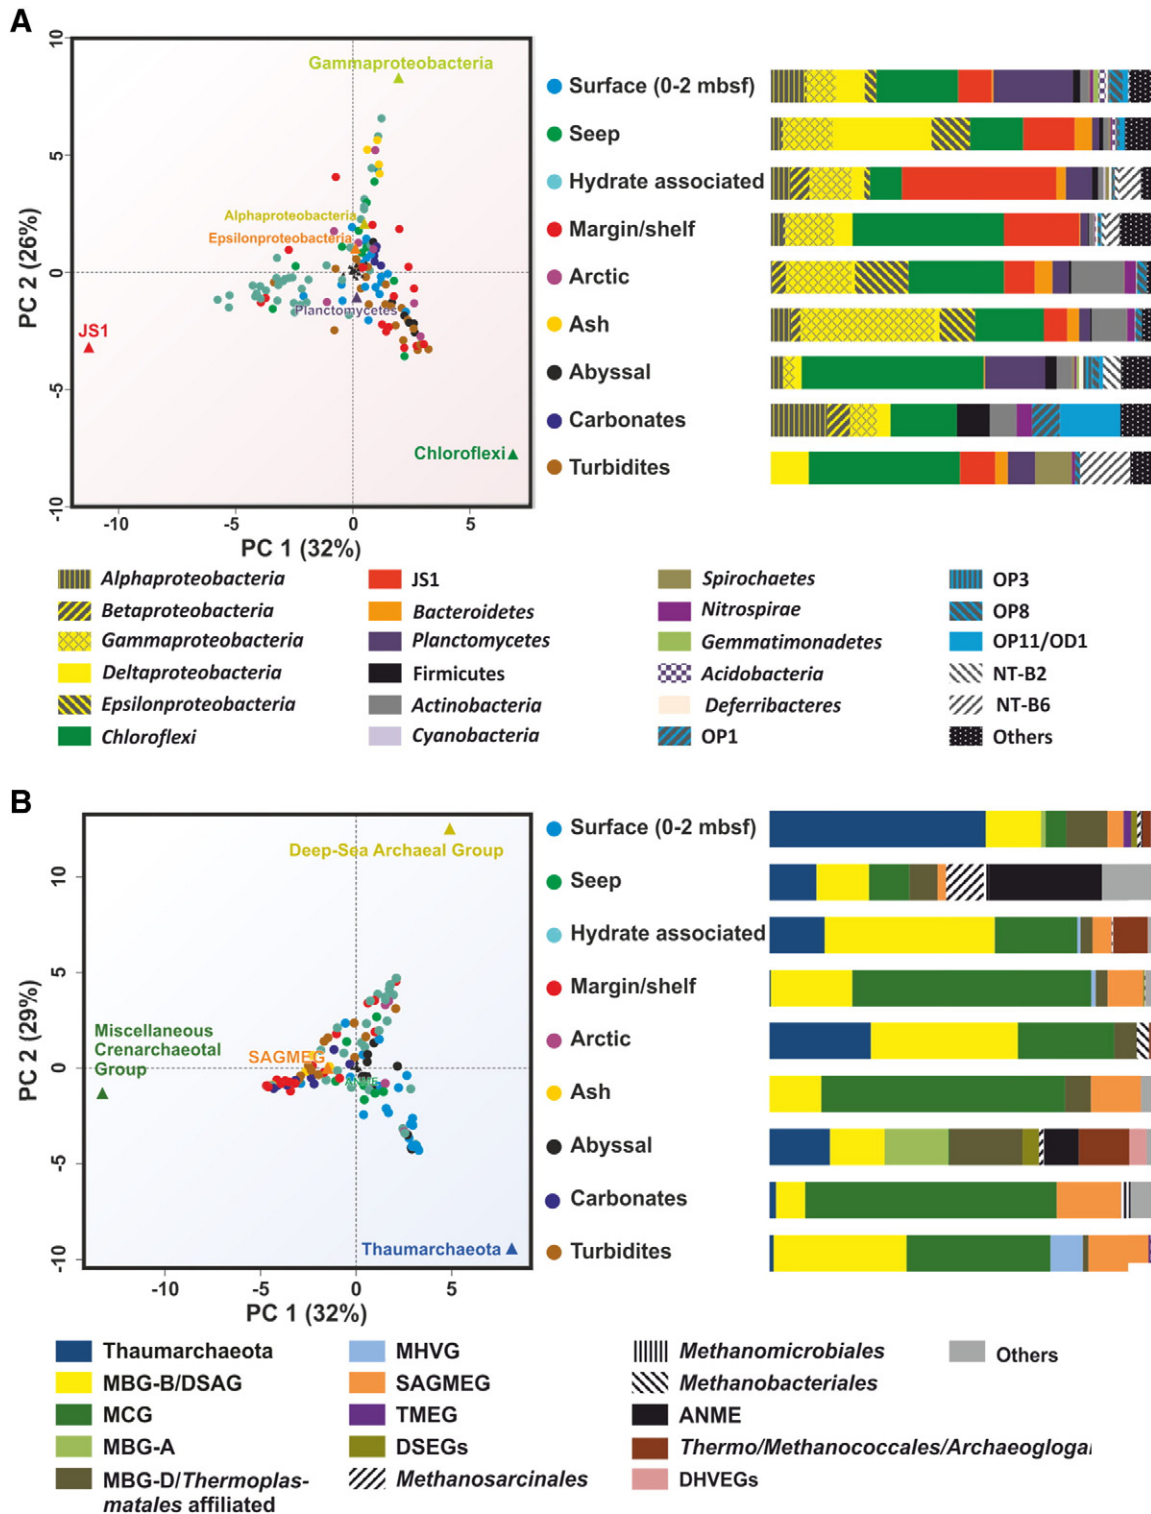 A
10
5
0
-5
-10
PC 2 (26%)
Gammaproteobacteria
Alphaproteobacteria
Epsilonproteobacteria
Planctomycetes
JS1
Chloroflexi
-10
-5
0
5
PC 1 (32%)
Surface (0-2 mbsf)
Seep
Hydrate associated
Margin/shelf
Arctic
Ash
Abyssal
Carbonates
Turbidites
Alphaproteobacteria
Betaproteobacteria
Gammaproteobacteria
Deltaproteobacteria
Epsilonproteobacteria
Chloroflexi
JS1
Bacteroidetes
Planctomycetes
Firmicutes
Actinobacteria
Cyanobacteria
Spirochaetes
Nitrospirae
Gemmatimonadetes
Acidobacteria
Deferribacteres
OP1
OP3
OP8
OP11/OD1
NT-B2
NT-B6
Others
B
10
5
0
-5
-10
PC 2 (29%)
Deep-Sea Archaeal Group
Miscellaneous
Crenarchaeotal
Group
SAGMEG
Thaumarchaeota
-10
-5
0
5
PC 1 (32%)
Surface (0-2 mbsf)
Seep
Hydrate associated
Margin/shelf
Arctic
Ash
Abyssal
Carbonates
Turbidites
Thaumarchaeota
MBG-B/DSAG
MCG
MBG-A
MBG-D/Thermoplas-
matales affiliated
MHVG
SAGMEG
TMEG
DSEGs
Methanosarcinales
Methanomicrobiales
Methanobacteriales
ANME
Thermo/Methanococcales/Archaeogloga
DHVEGs
Others